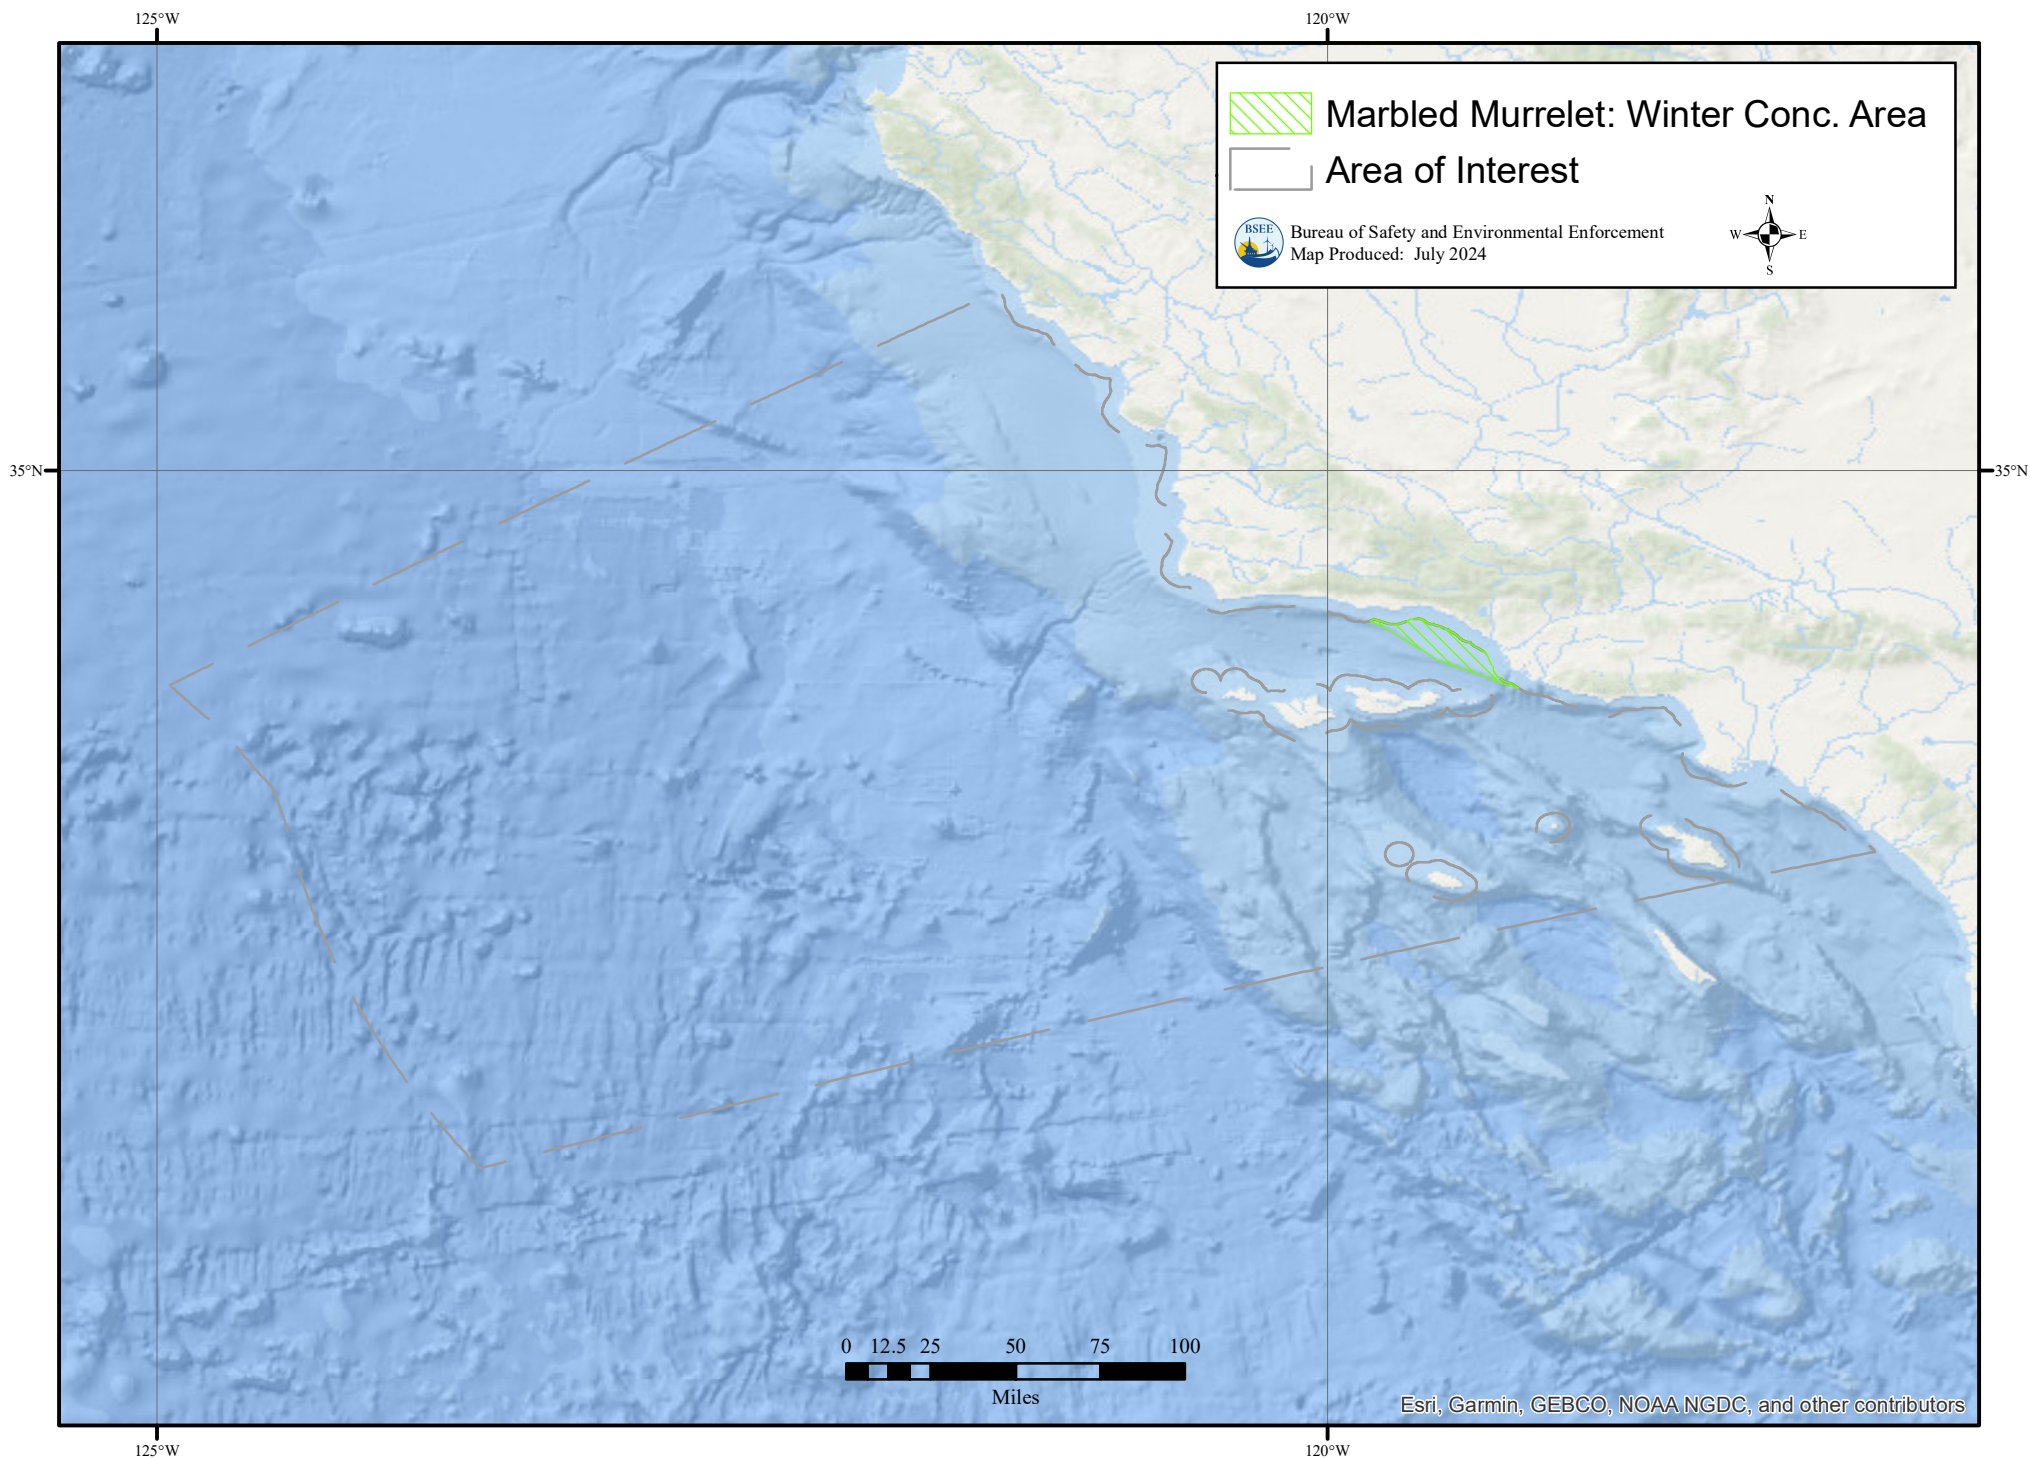 125°W
120°W
Marbled Murrelet: Winter Conc. Area
Area of Interest
BSEE
Bureau of Safety and Environmental Enforcement
Map Produced: July 2024
N
W
E
S
35°N
35°N
0 12.5 25 50 75 100
Miles
Esri, Garmin, GEBCO, NOAA NGDC, and other contributors
125°W
120°W